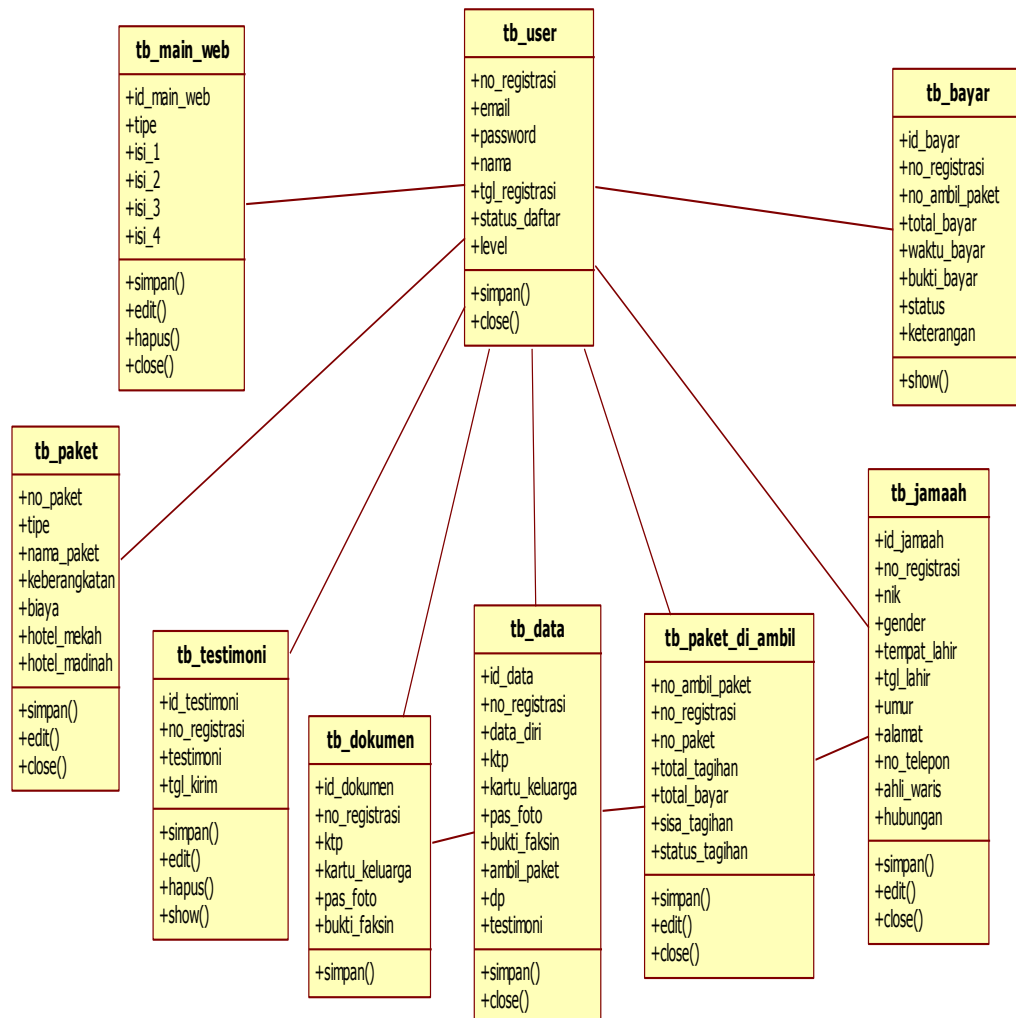 tb_main_web
+id_main_web
+tipe
+isi_1
+isi_2
+isi_3
+isi_4
+simpan()
+edit()
+hapus()
+close()
tb_user
+no_registrasi
+email
+password
+nama
+tgl_registrasi
+status_daftar
+level
+simpan()
+close()
tb_bayar
+id_bayar
+no_registrasi
+no_ambil_paket
+total_bayar
+waktu_bayar
+bukti_bayar
+status
+keterangan
+show()
tb_paket
+no_paket
+tipe
+nama_paket
+keberangkatan
+biaya
+hotel_mekah
+hotel_madinah
+simpan()
+edit()
+close()
tb_testimoni
+id_testimoni
+no_registrasi
+testimoni
+tgl_kirim
+simpan()
+edit()
+hapus()
+show()
tb_dokumen
+id_dokumen
+no_registrasi
+ktp
+kartu_keluarga
+pas_foto
+bukti_faksin
+simpan()
tb_data
+id_data
+no_registrasi
+data_diri
+ktp
+kartu_keluarga
+pas_foto
+bukti_faksin
+ambil_paket
+dp
+testimoni
+simpan()
+close()
tb_paket_di_ambil
+no_ambil_paket
+no_registrasi
+no_paket
+total_tagihan
+total_bayar
+sisa_tagihan
+status_tagihan
+simpan()
+edit()
+close()
tb_jamaah
+id_jamaah
+no_registrasi
+nik
+gender
+tempat_lahir
+tgl_lahir
+umur
+alamat
+no_telepon
+ahli_waris
+hubungan
+simpan()
+edit()
+close()